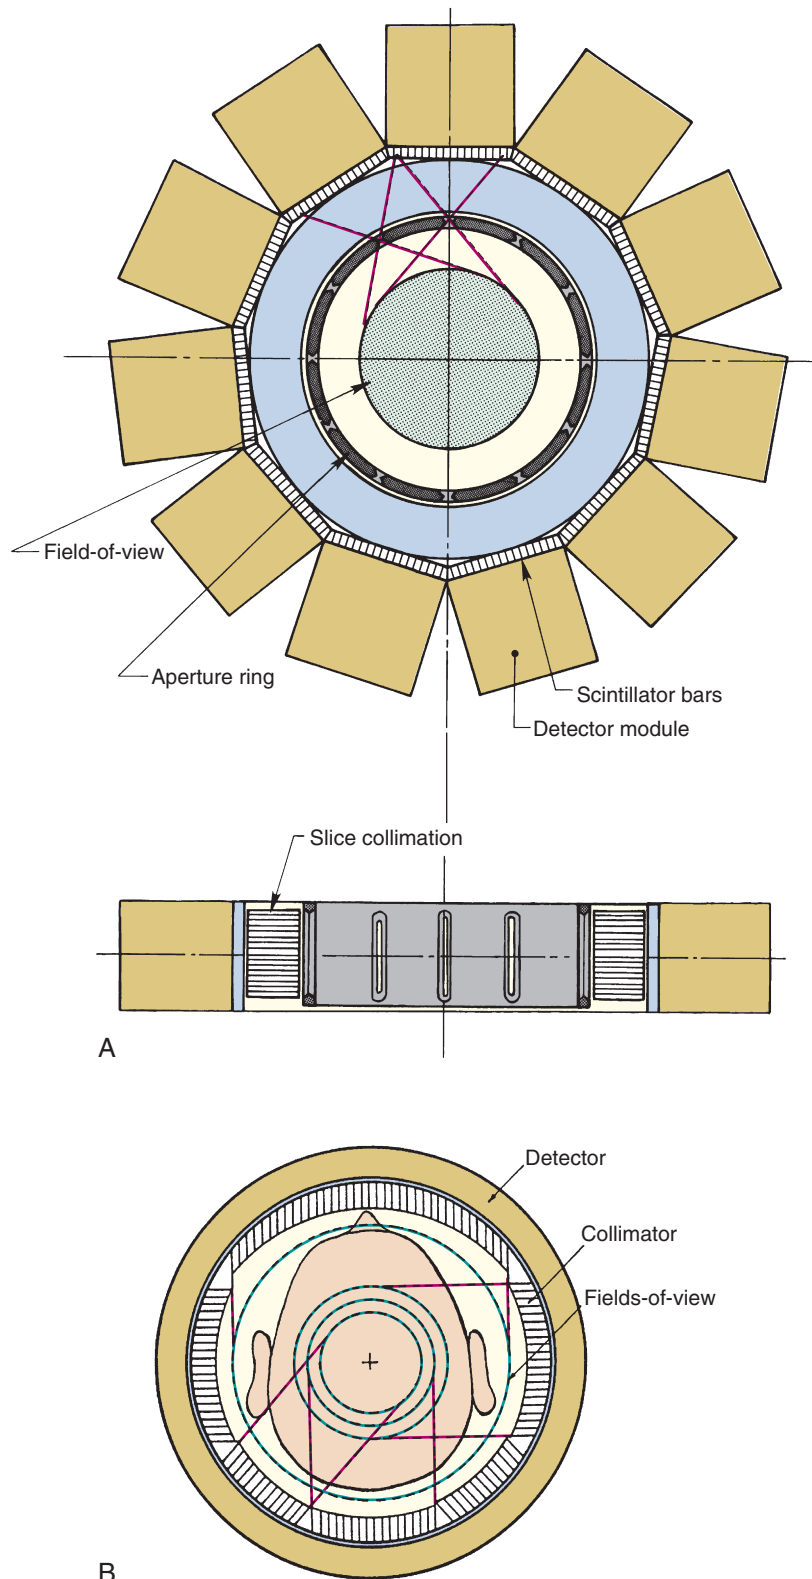 Field-of-view
Aperture ring
Scintillator bars
Detector module
Slice collimation
A
Detector
Collimator
Fields-of-view
B